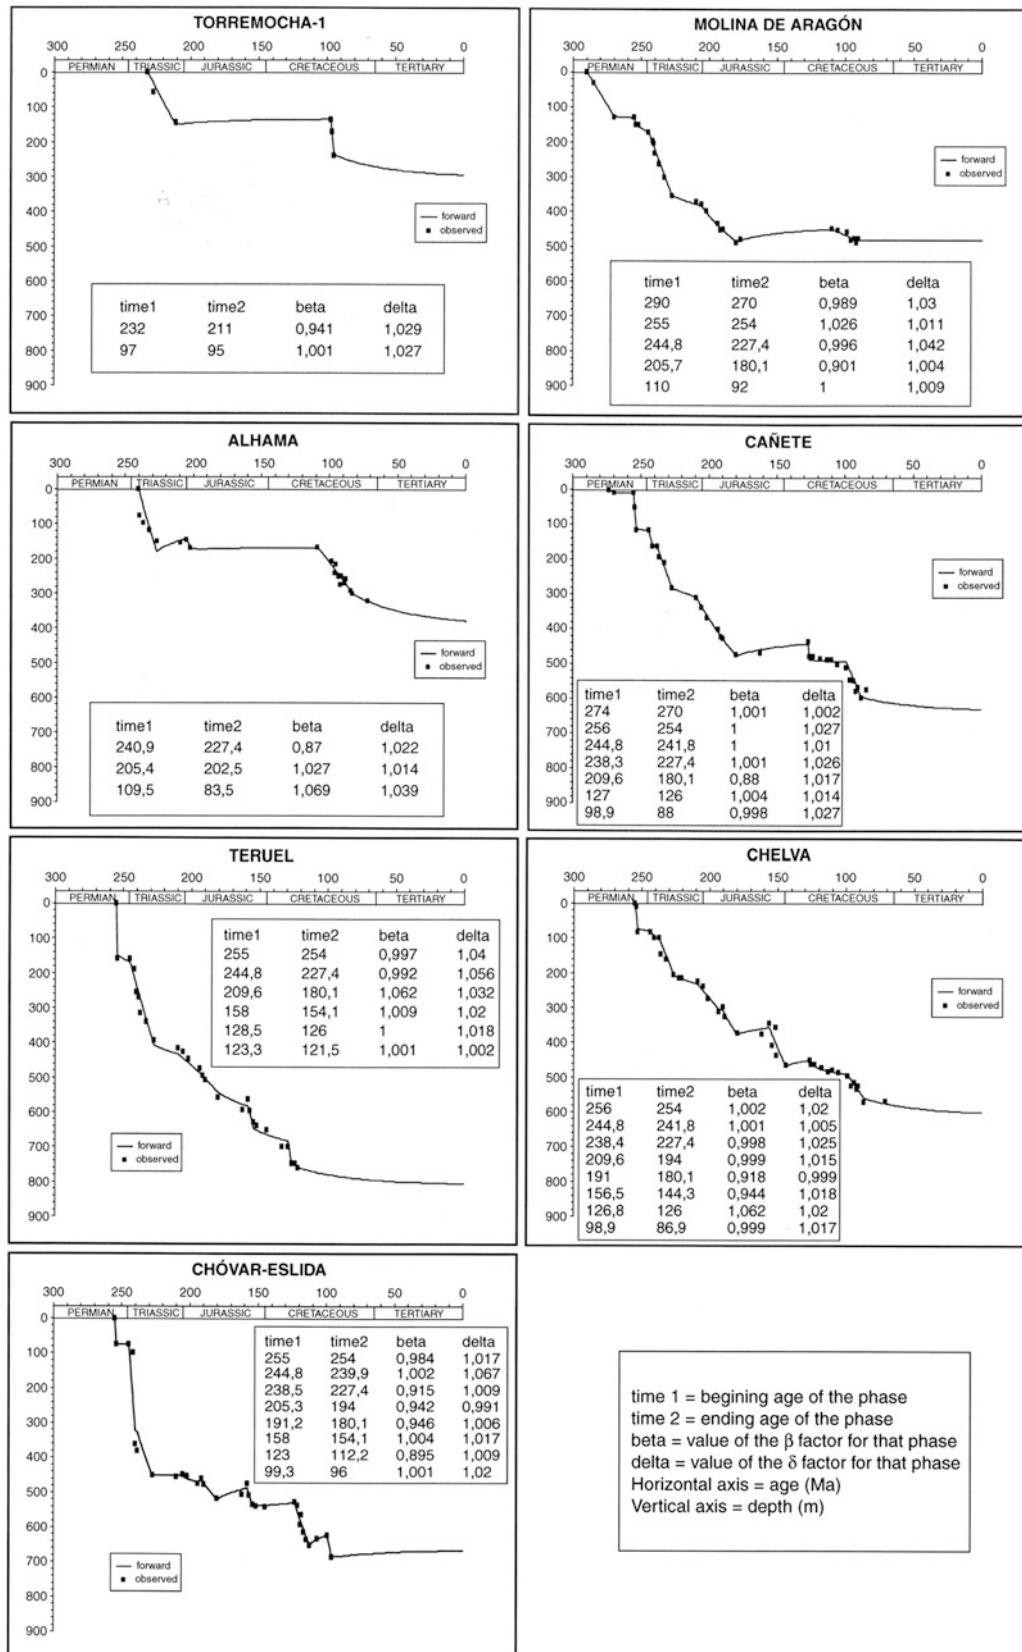 TORREMOCHA-1
300 250 200 150 100 50 0
PERMIAN TRIASSIC JURASSIC CRETACEOUS TERTIARY
0
100
200
300
400
500
600
700
800
900
forward
observed
time1 time2 beta delta
232 211 0,941 1,029
97 95 1,001 1,027
MOLINA DE ARAGÓN
300 250 200 150 100 50 0
PERMIAN TRIASSIC JURASSIC CRETACEOUS TERTIARY
0
100
200
300
400
500
600
700
800
900
forward
observed
time1 time2 beta delta
290 270 0,989 1,03
255 254 1,026 1,011
244,8 227,4 0,996 1,042
205,7 180,1 0,901 1,004
110 92 1 1,009
ALHAMA
300 250 200 150 100 50 0
PERMIAN TRIASSIC JURASSIC CRETACEOUS TERTIARY
0
100
200
300
400
500
600
700
800
900
forward
observed
time1 time2 beta delta
240,9 227,4 0,87 1,022
205,4 202,5 1,027 1,014
109,5 83,5 1,069 1,039
CAÑETE
300 250 200 150 100 50 0
PERMIAN TRIASSIC JURASSIC CRETACEOUS TERTIARY
0
100
200
300
400
500
600
700
800
900
forward
observed
time1 time2 beta delta
274 270 1,001 1,002
256 254 1 1,027
244,8 241,8 1 1,01
238,3 227,4 1,001 1,026
209,6 180,1 0,88 1,017
127 126 1,004 1,014
98,9 88 0,998 1,027
TERUEL
300 250 200 150 100 50 0
PERMIAN TRIASSIC JURASSIC CRETACEOUS TERTIARY
0
100
200
300
400
500
600
700
800
900
time1 time2 beta delta
255 254 0,997 1,04
244,8 227,4 0,992 1,056
209,6 180,1 1,062 1,032
158 154,1 1,009 1,02
128,5 126 1 1,018
123,3 121,5 1,001 1,002
forward
observed
CHELVA
300 250 200 150 100 50 0
PERMIAN TRIASSIC JURASSIC CRETACEOUS TERTIARY
0
100
200
300
400
500
600
700
800
900
forward
observed
time1 time2 beta delta
256 254 1,002 1,02
244,8 241,8 1,001 1,005
238,4 227,4 0,998 1,025
209,6 194 0,999 1,015
191 180,1 0,918 0,999
156,5 144,3 0,944 1,018
126,8 126 1,062 1,02
98,9 86,9 0,999 1,017
CHÓVAR-ESLIDA
300 250 200 150 100 50 0
PERMIAN TRIASSIC JURASSIC CRETACEOUS TERTIARY
0
100
200
300
400
500
600
700
800
900
time1 time2 beta delta
255 254 0,984 1,017
244,8 239,9 1,002 1,067
238,5 227,4 0,915 1,009
205,3 194 0,942 0,991
191,2 180,1 0,946 1,006
158 154,1 1,004 1,017
123 112,2 0,895 1,009
99,3 96 1,001 1,02
forward
observed
time 1 = begining age of the phase
time 2 = ending age of the phase
beta = value of the β factor for that phase
delta = value of the δ factor for that phase
Horizontal axis = age (Ma)
Vertical axis = depth (m)